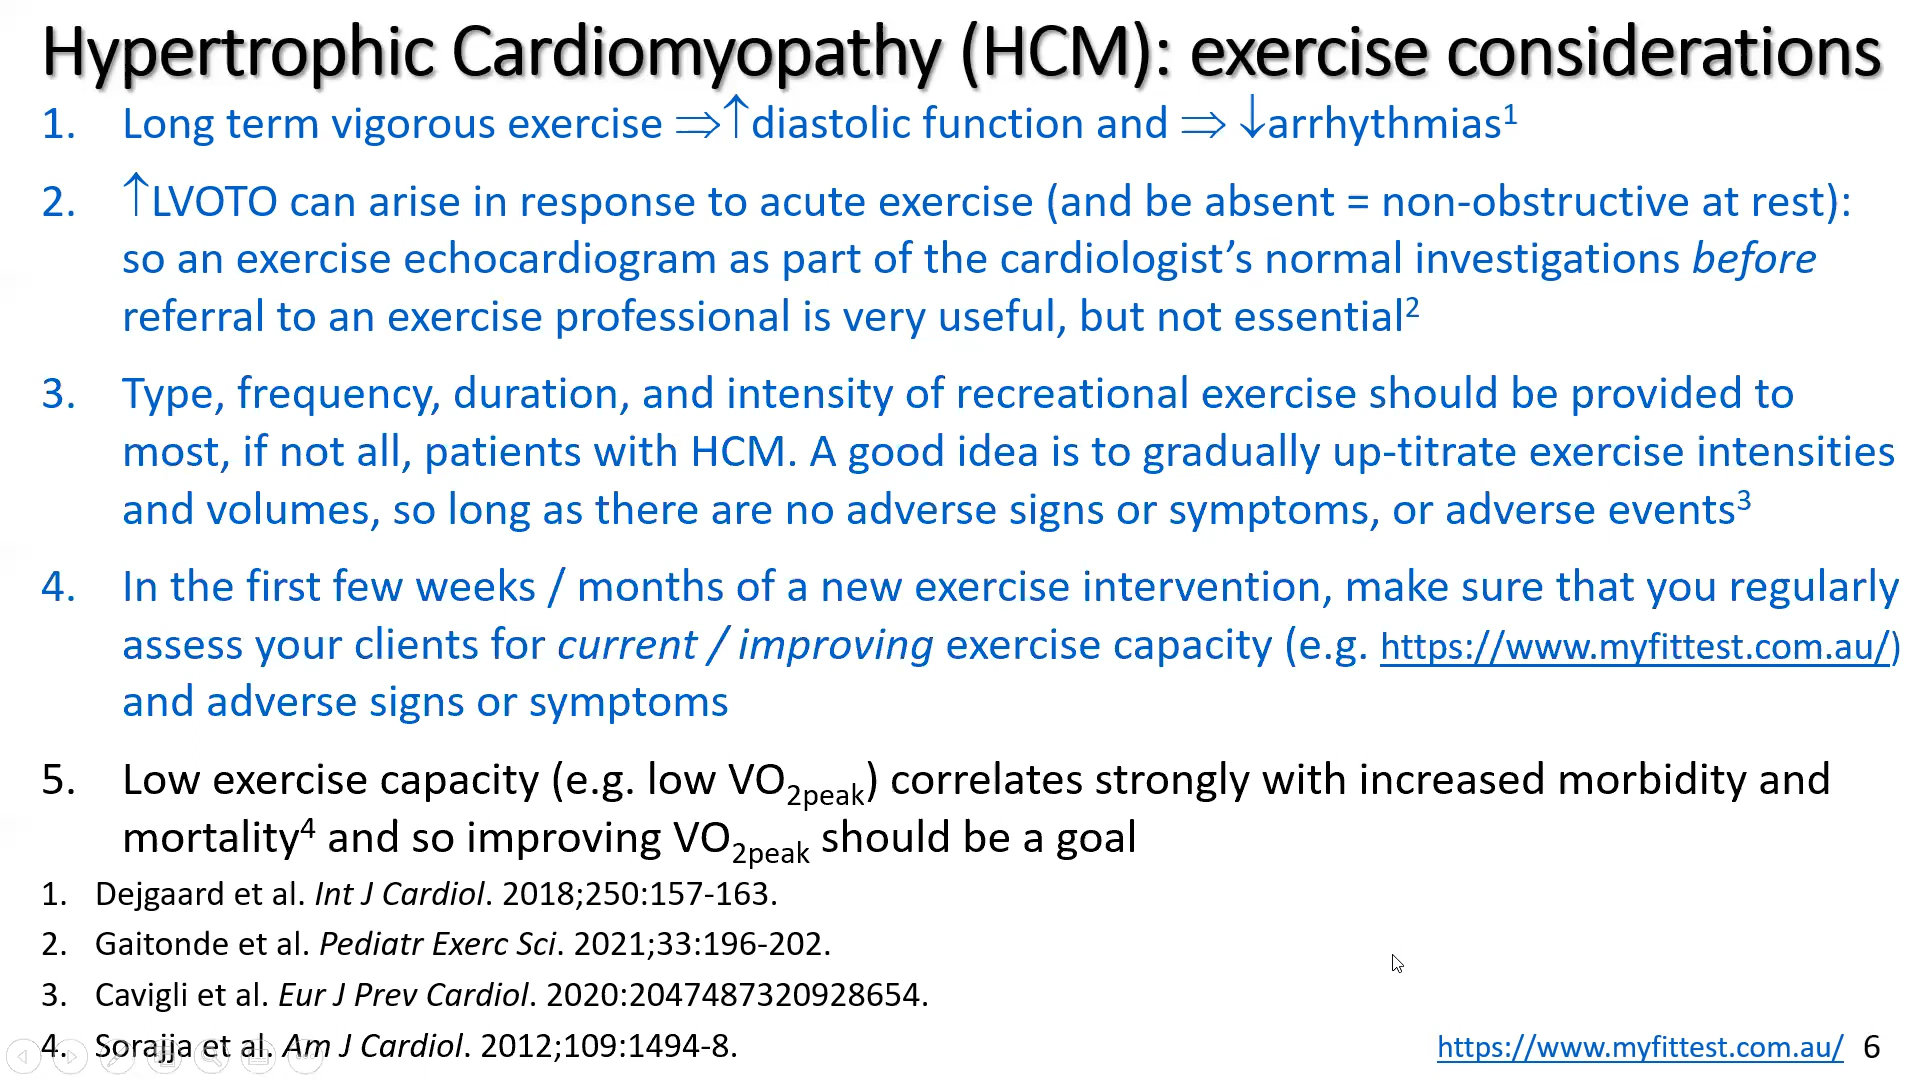 Hypertrophic Cardiomyopathy (HCM): exercise considerations
1. Long term vigorous exercise ⇒↑diastolic function and ⇒ ↓arrhythmias¹
2. ↑LVOTO can arise in response to acute exercise (and be absent = non-obstructive at rest):
so an exercise echocardiogram as part of the cardiologist’s normal investigations before
referral to an exercise professional is very useful, but not essential²
3. Type, frequency, duration, and intensity of recreational exercise should be provided to
most, if not all, patients with HCM. A good idea is to gradually up-titrate exercise intensities
and volumes, so long as there are no adverse signs or symptoms, or adverse events³
4. In the first few weeks / months of a new exercise intervention, make sure that you regularly
assess your clients for current / improving exercise capacity (e.g. https://www.myfittest.com.au/)
and adverse signs or symptoms
5. Low exercise capacity (e.g. low VO2peak) correlates strongly with increased morbidity and
mortality⁴ and so improving VO2peak should be a goal
1. Dejgaard et al. Int J Cardiol. 2018;250:157-163.
2. Gaitonde et al. Pediatr Exerc Sci. 2021;33:196-202.
3. Cavigli et al. Eur J Prev Cardiol. 2020:2047487320928654.
4. Sorajja et al. Am J Cardiol. 2012;109:1494-8.
https://www.myfittest.com.au/ 6